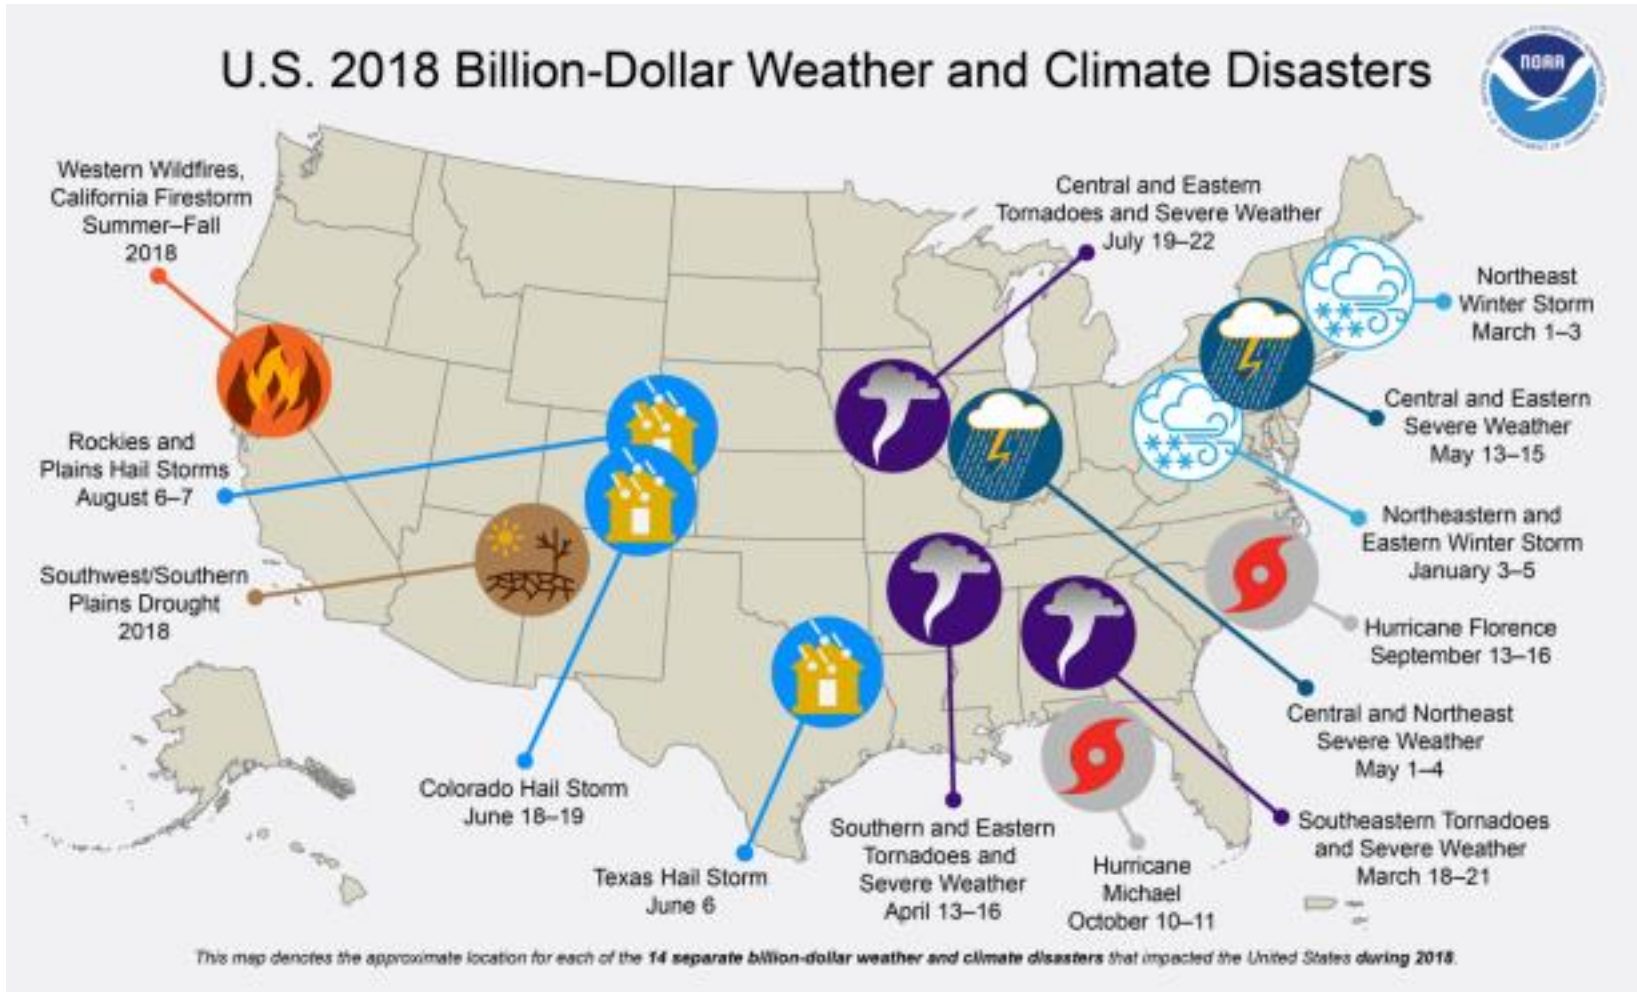 U.S. 2018 Billion-Dollar Weather and Climate Disasters
NOAA
Western Wildfires,
California Firestorm
Summer–Fall
2018
Central and Eastern
Tornadoes and Severe Weather
July 19–22
Northeast
Winter Storm
March 1–3
Central and Eastern
Severe Weather
May 13–15
Rockies and
Plains Hail Storms
August 6–7
Northeastern and
Eastern Winter Storm
January 3–5
Southwest/Southern
Plains Drought
2018
Hurricane Florence
September 13–16
Central and Northeast
Severe Weather
May 1–4
Colorado Hail Storm
June 18–19
Texas Hail Storm
June 6
Southern and Eastern
Tornadoes and
Severe Weather
April 13–16
Hurricane
Michael
October 10–11
Southeastern Tornadoes
and Severe Weather
March 18–21
This map denotes the approximate location for each of the 14 separate billion-dollar weather and climate disasters that impacted the United States during 2018.